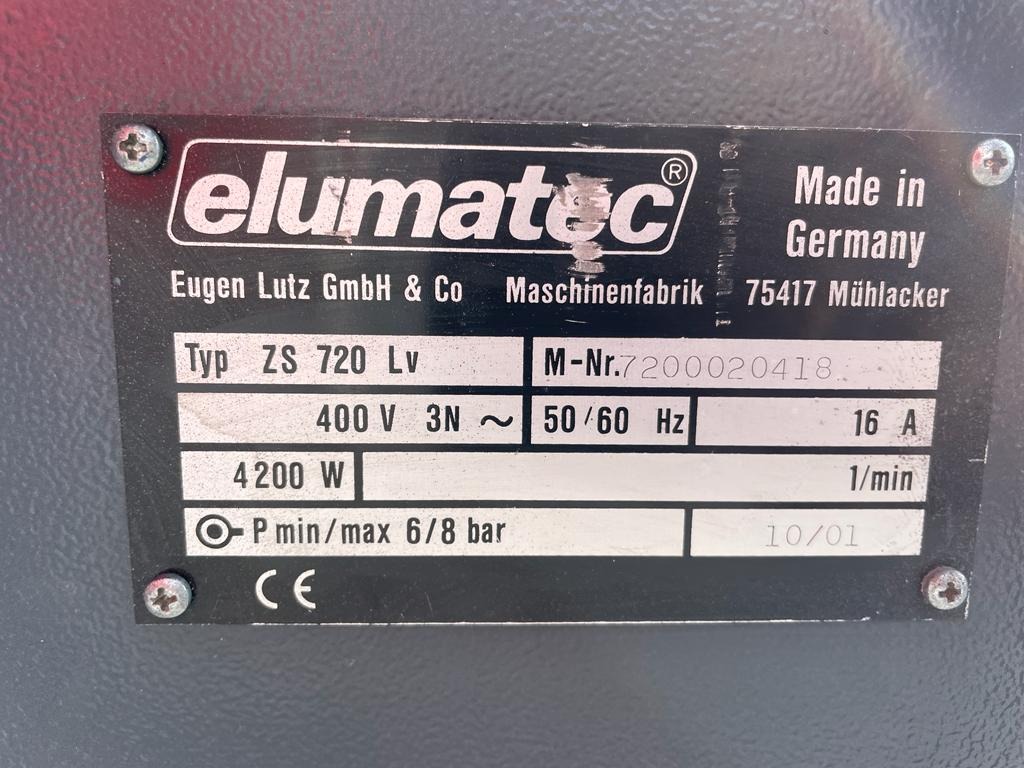 elumatec®
Made in
Germany
Eugen Lutz GmbH & Co Maschinenfabrik 75417 Mühlacker
Typ ZS 720 Lv M-Nr.7200020418
400 V 3N ~ 50/60 Hz 16 A
4200 W 1/min
P min/max 6/8 bar 10/01
CE